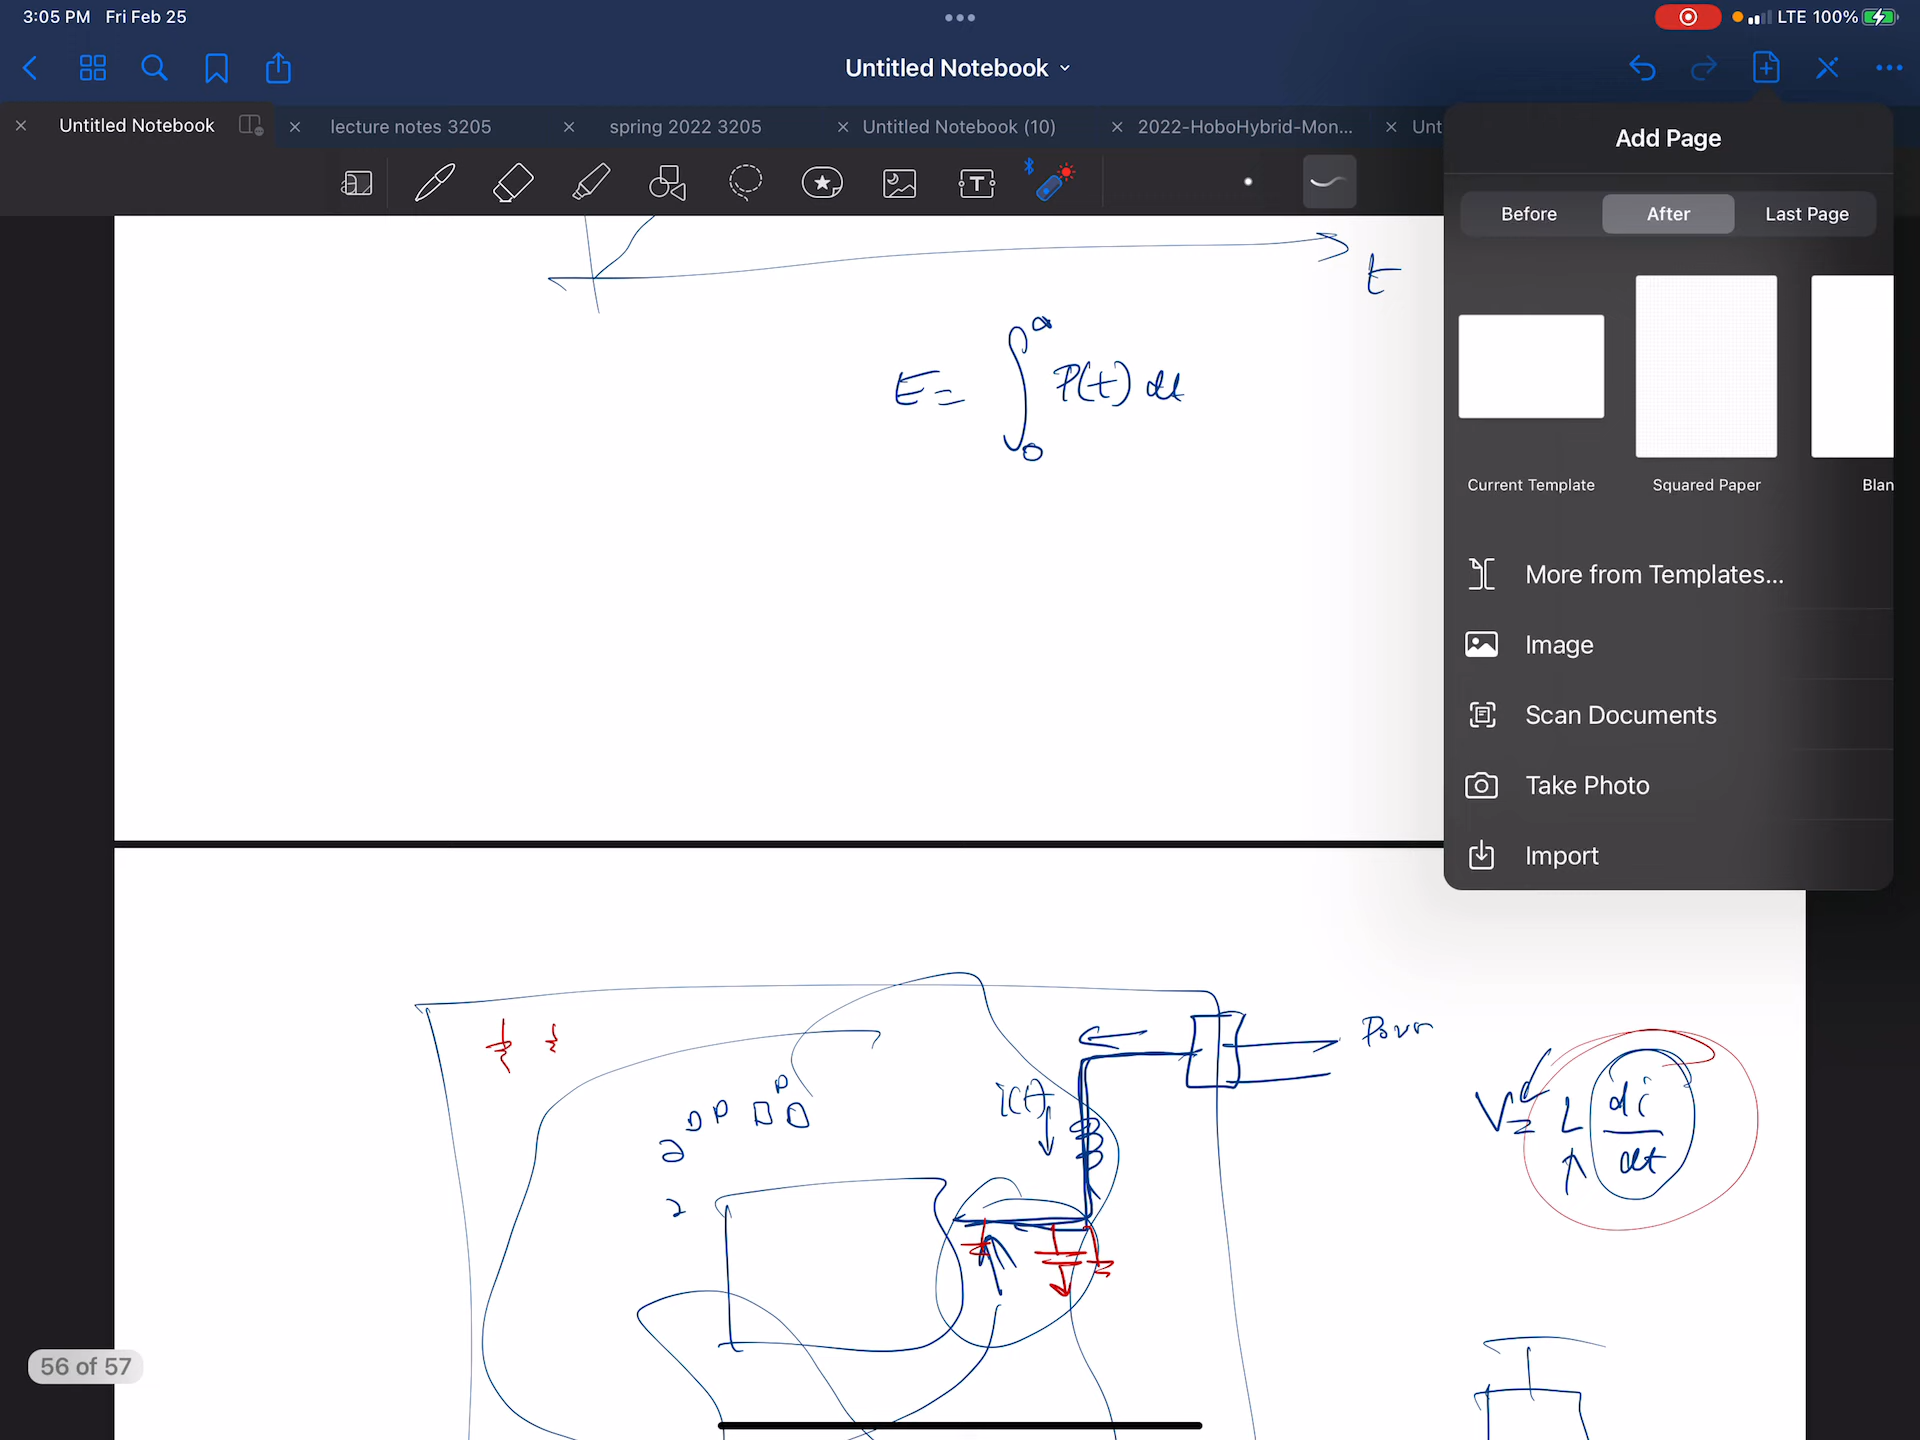 3:05 PM Fri Feb 25
LTE 100%
Untitled Notebook
Untitled Notebook
lecture notes 3205
spring 2022 3205
Untitled Notebook (10)
2022-HoboHybrid-Mon...
Unt
T
Add Page
Before After Last Page
Current Template
Squared Paper
Blan
More from Templates...
Image
Scan Documents
Take Photo
Import
t
E = ∫₀ P(t) dt
i(t)
V = L di/dt
56 of 57